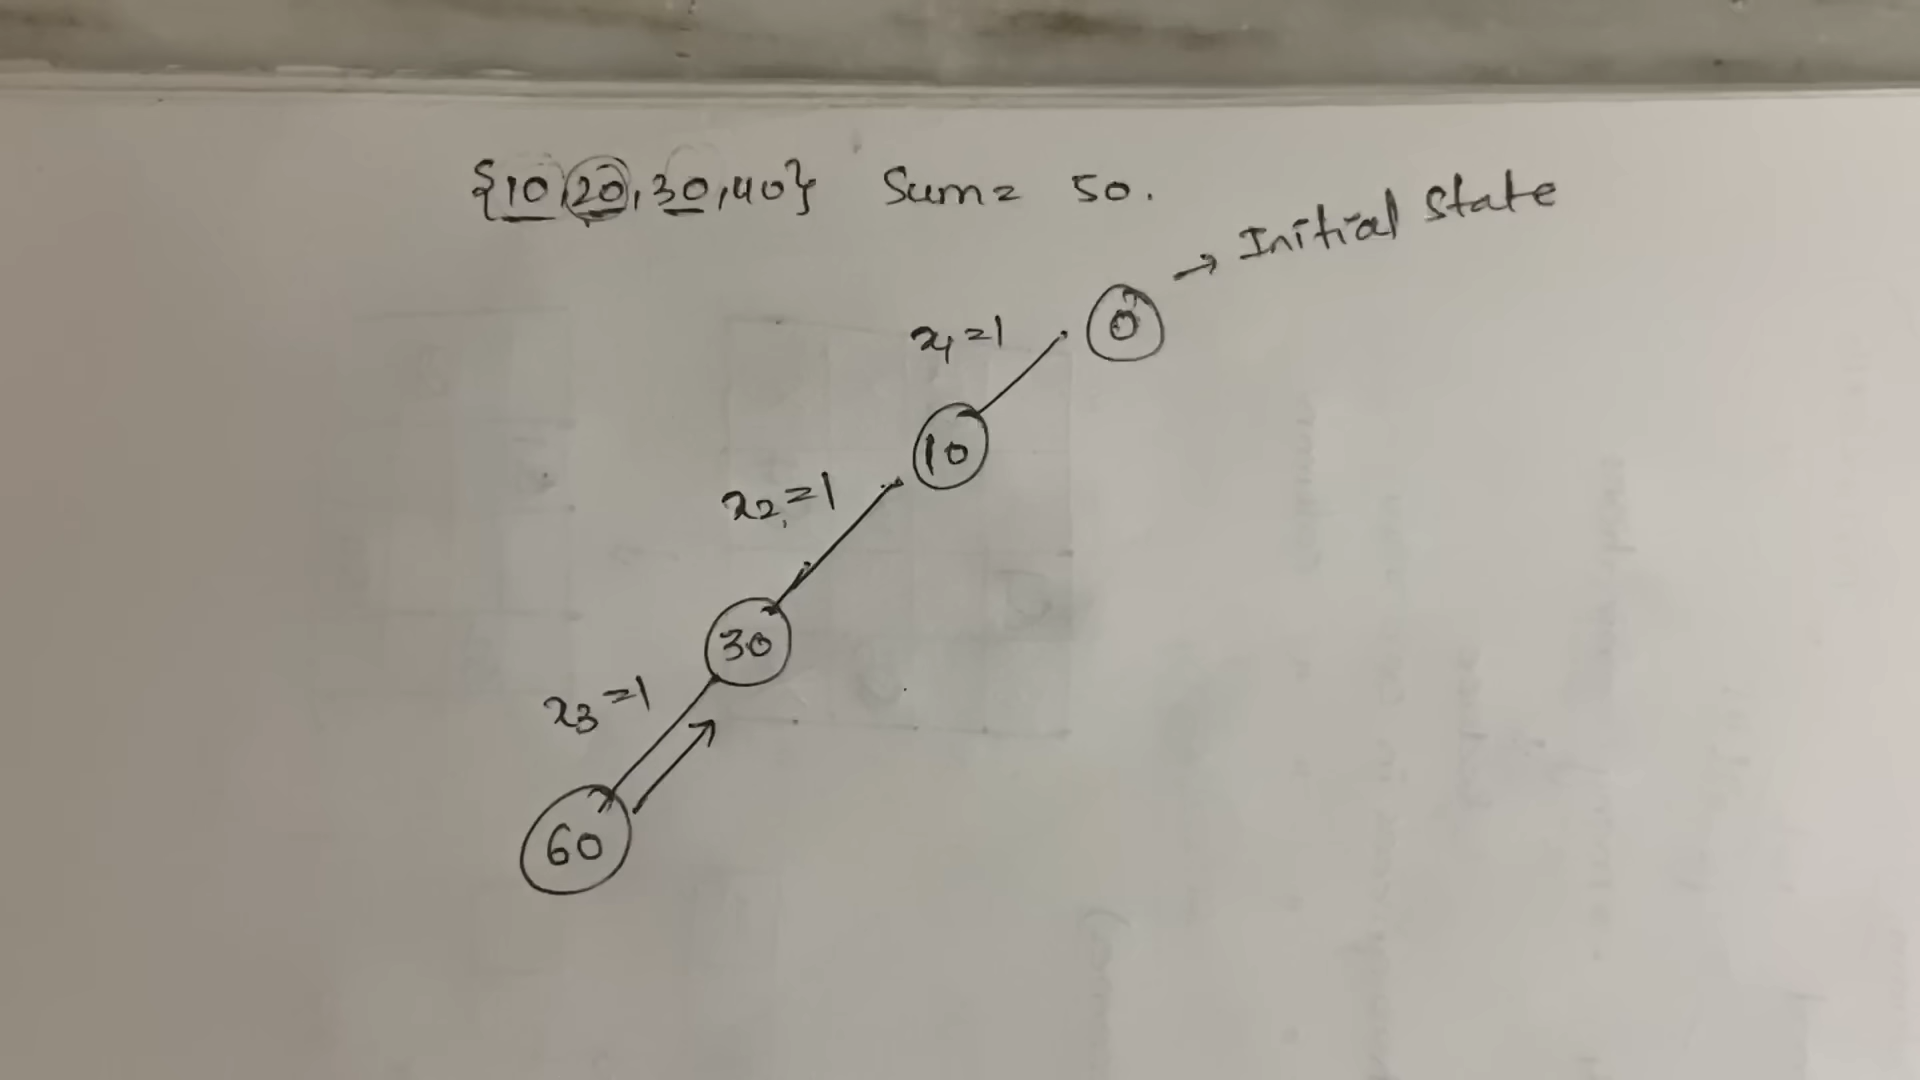 {10,20,30,40} Sum= 50.
→ Initial State
0
x1=1
10
x2=1
30
x3=1
60